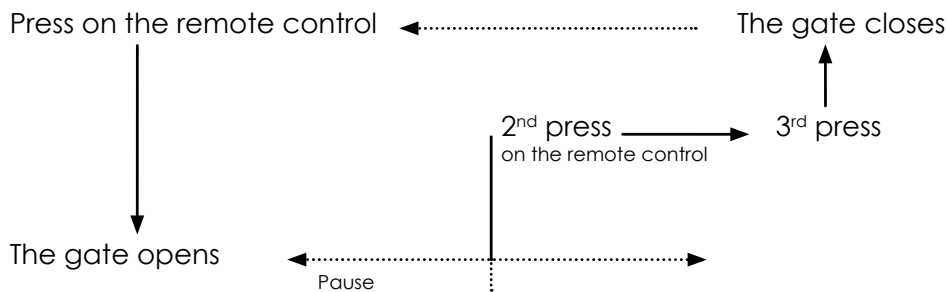 Press on the remote control
The gate closes
2nd press
3rd press
on the remote control
The gate opens
Pause